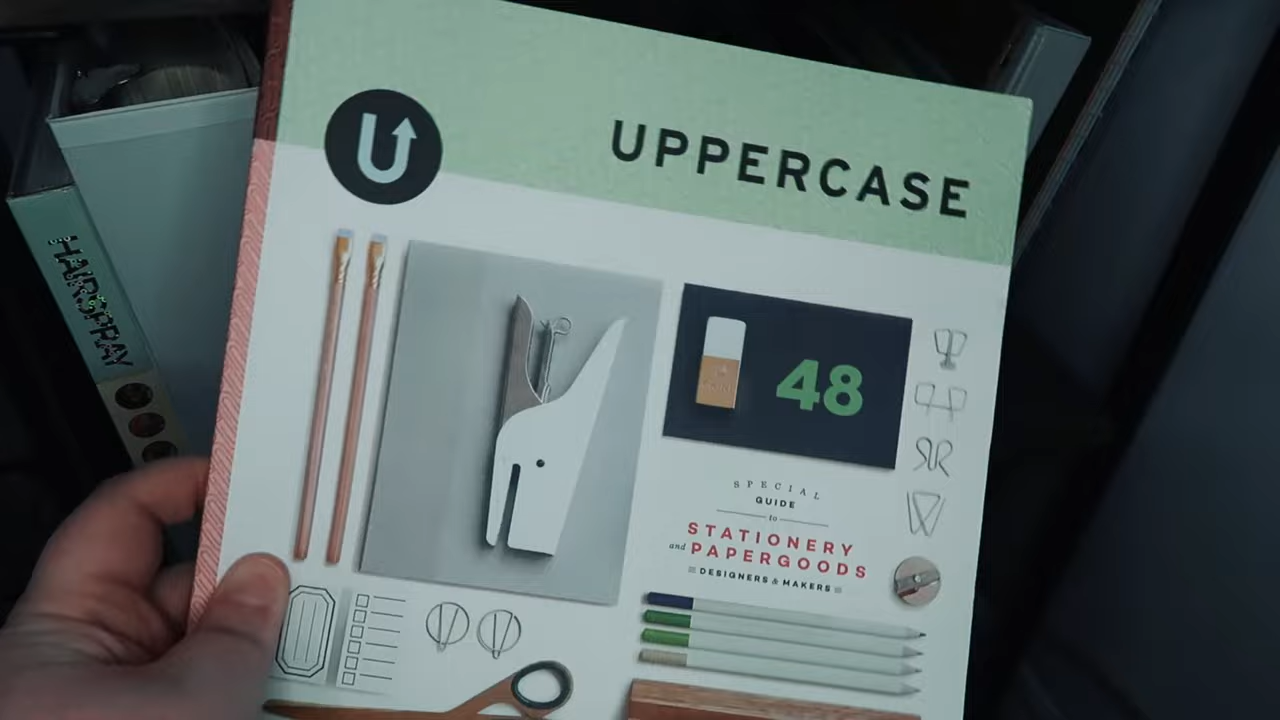 U
UPPERCASE
HAIRSPRAY
48
SPECIAL
GUIDE
to
STATIONERY
and PAPERGOODS
DESIGNERS & MAKERS